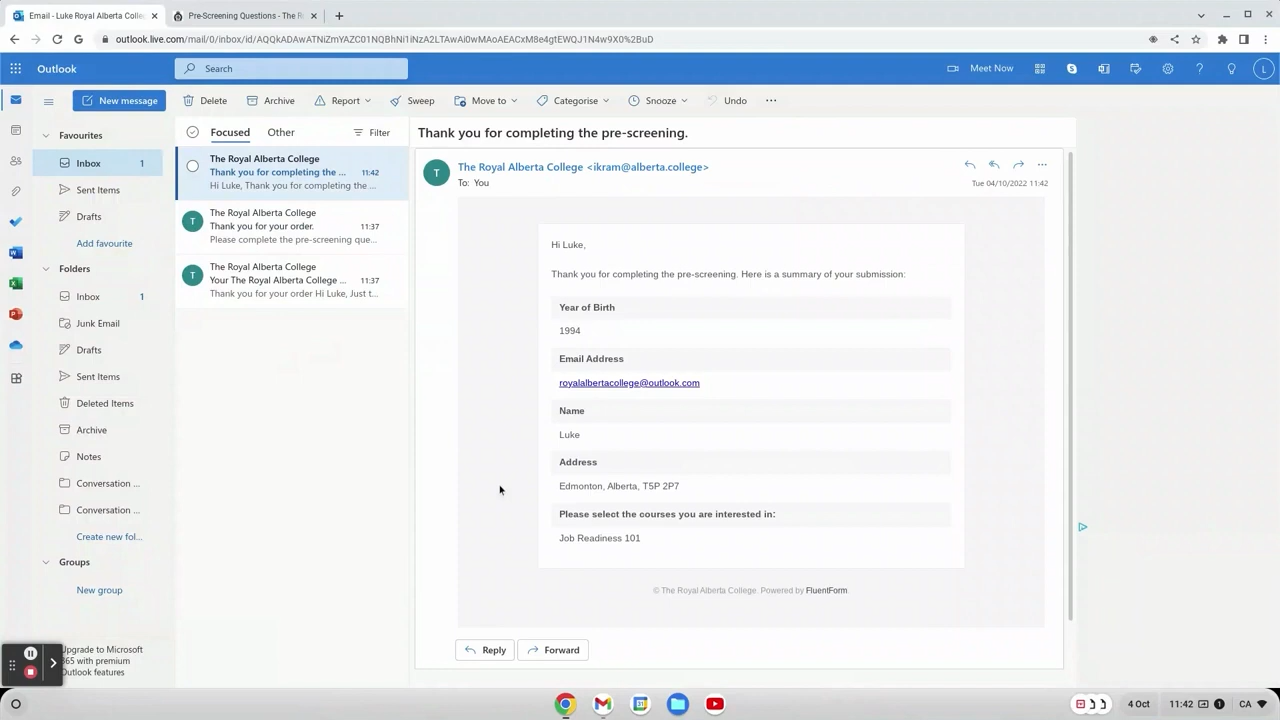 Email - Luke Royal Alberta Colle
Pre-Screening Questions - The R
outlook.live.com/mail/0/inbox/id/AQQkADAwATNiZmYAZC01NQBhNi1iNzA2LTAwAi0wMAoAEACxM8e4gtEWQJ1N4w9X0%2BuD
Outlook
Search
Meet Now
L
New message
Delete
Archive
Report
Sweep
Move to
Categorise
Snooze
Undo
Favourites
Inbox 1
Sent Items
Drafts
Add favourite
Folders
Inbox 1
Junk Email
Drafts
Sent Items
Deleted Items
Archive
Notes
Conversation ...
Conversation ...
Create new fol...
Groups
New group
Upgrade to Microsoft
365 with premium
Outlook features
Focused
Other
Filter
The Royal Alberta College
Thank you for completing the ... 11:42
Hi Luke, Thank you for completing the ...
T
The Royal Alberta College
Thank you for your order. 11:37
Please complete the pre-screening que...
T
The Royal Alberta College
Your The Royal Alberta College ... 11:37
Thank you for your order Hi Luke, Just t...
Thank you for completing the pre-screening.
T
The Royal Alberta College <ikram@alberta.college>
To: You
Tue 04/10/2022 11:42
Hi Luke,
Thank you for completing the pre-screening. Here is a summary of your submission:
Year of Birth
1994
Email Address
royalalbertacollege@outlook.com
Name
Luke
Address
Edmonton, Alberta, T5P 2P7
Please select the courses you are interested in:
Job Readiness 101
© The Royal Alberta College. Powered by FluentForm.
Reply
Forward
4 Oct
11:42
1
CA